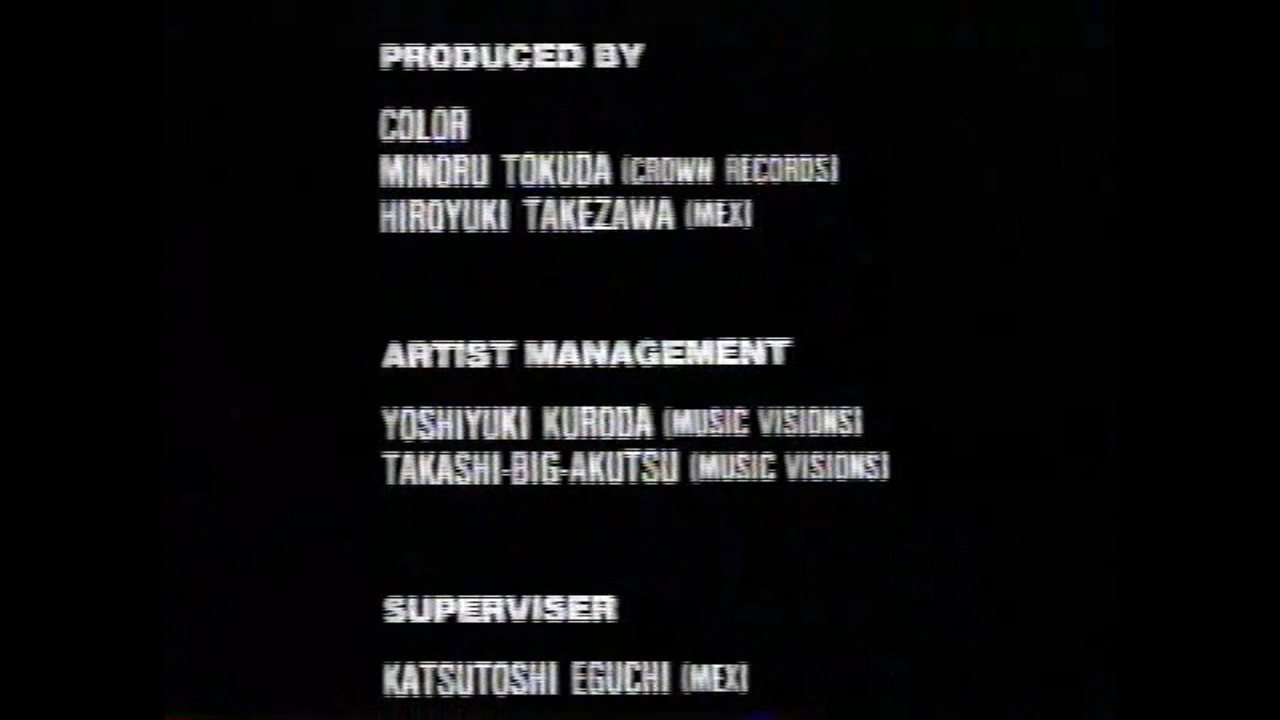 PRODUCED BY
COLOR
MINORU TOKUDA (CROWN RECORDS)
HIROYUKI TAKEZAWA (MEX)
ARTIST MANAGEMENT
YOSHIYUKI KURODA (MUSIC VISIONS)
TAKASHI-BIG-AKUTSU (MUSIC VISIONS)
SUPERVISER
KATSUTOSHI EGUCHI (MEX)